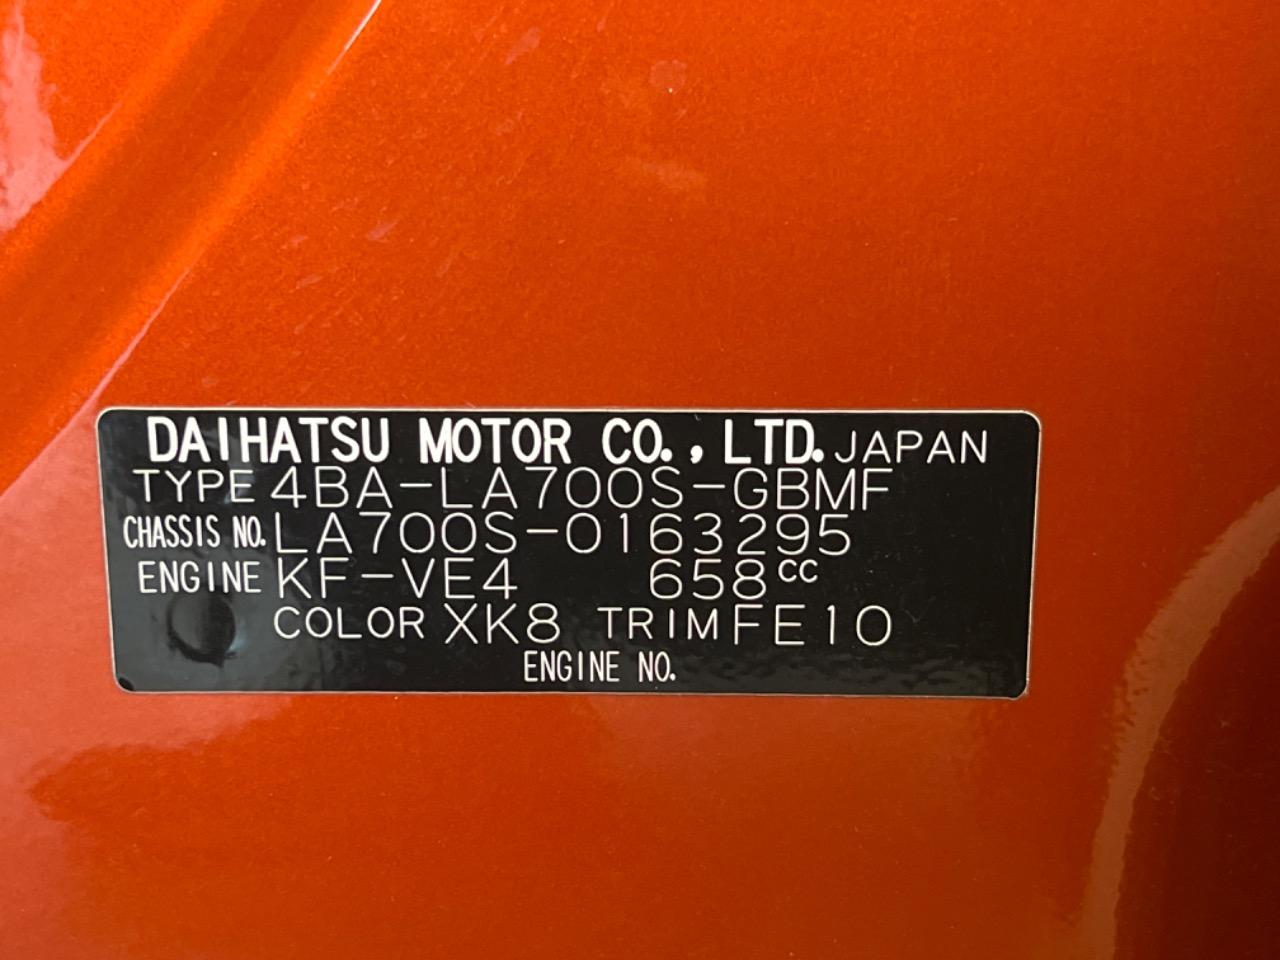 DAIHATSU MOTOR CO.,LTD. JAPAN
TYPE 4BA-LA700S-GBMF
CHASSIS NO. LA700S-0163295
ENGINE KF-VE4 658cc
COLOR XK8 TRIM FE10
ENGINE NO.